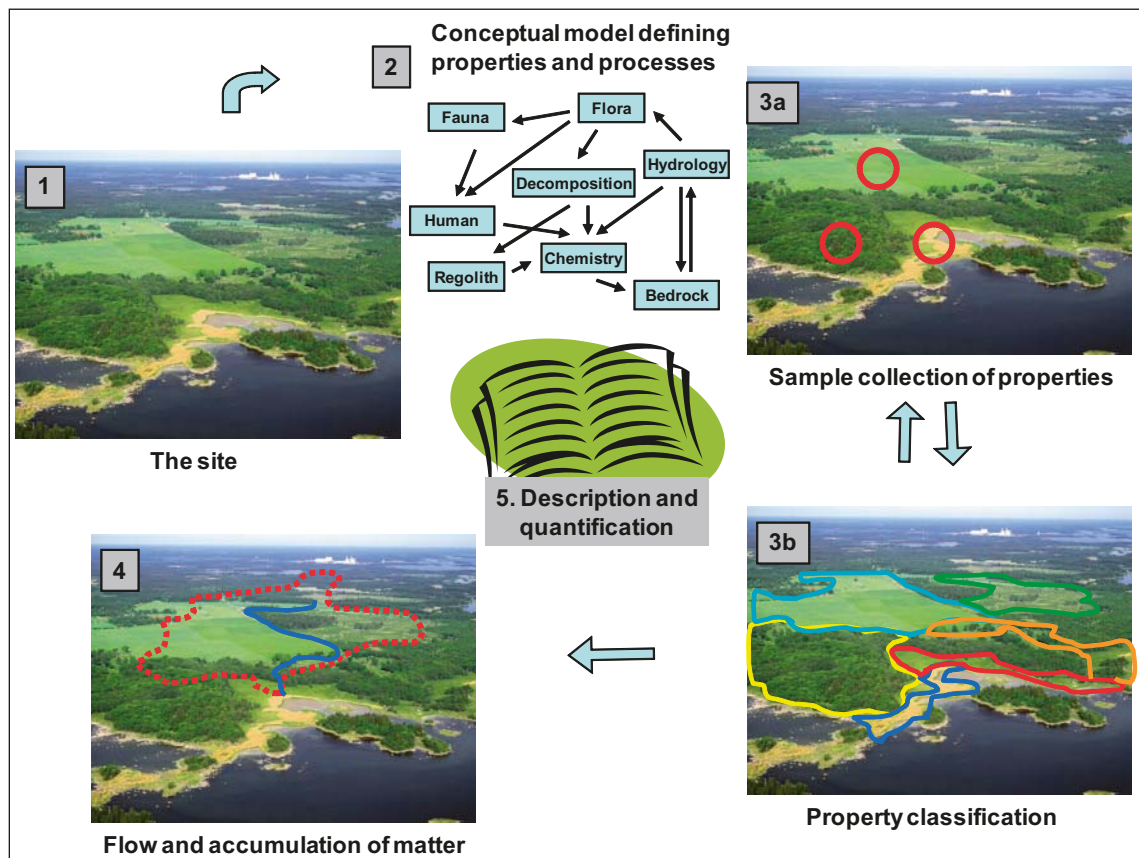 Conceptual model defining
2
properties and processes
3a
Fauna
Flora
1
Hydrology
Decomposition
Human
Chemistry
Regolith
Bedrock
Sample collection of properties
The site
5. Description and
quantification
4
3b
Property classification
Flow and accumulation of matter